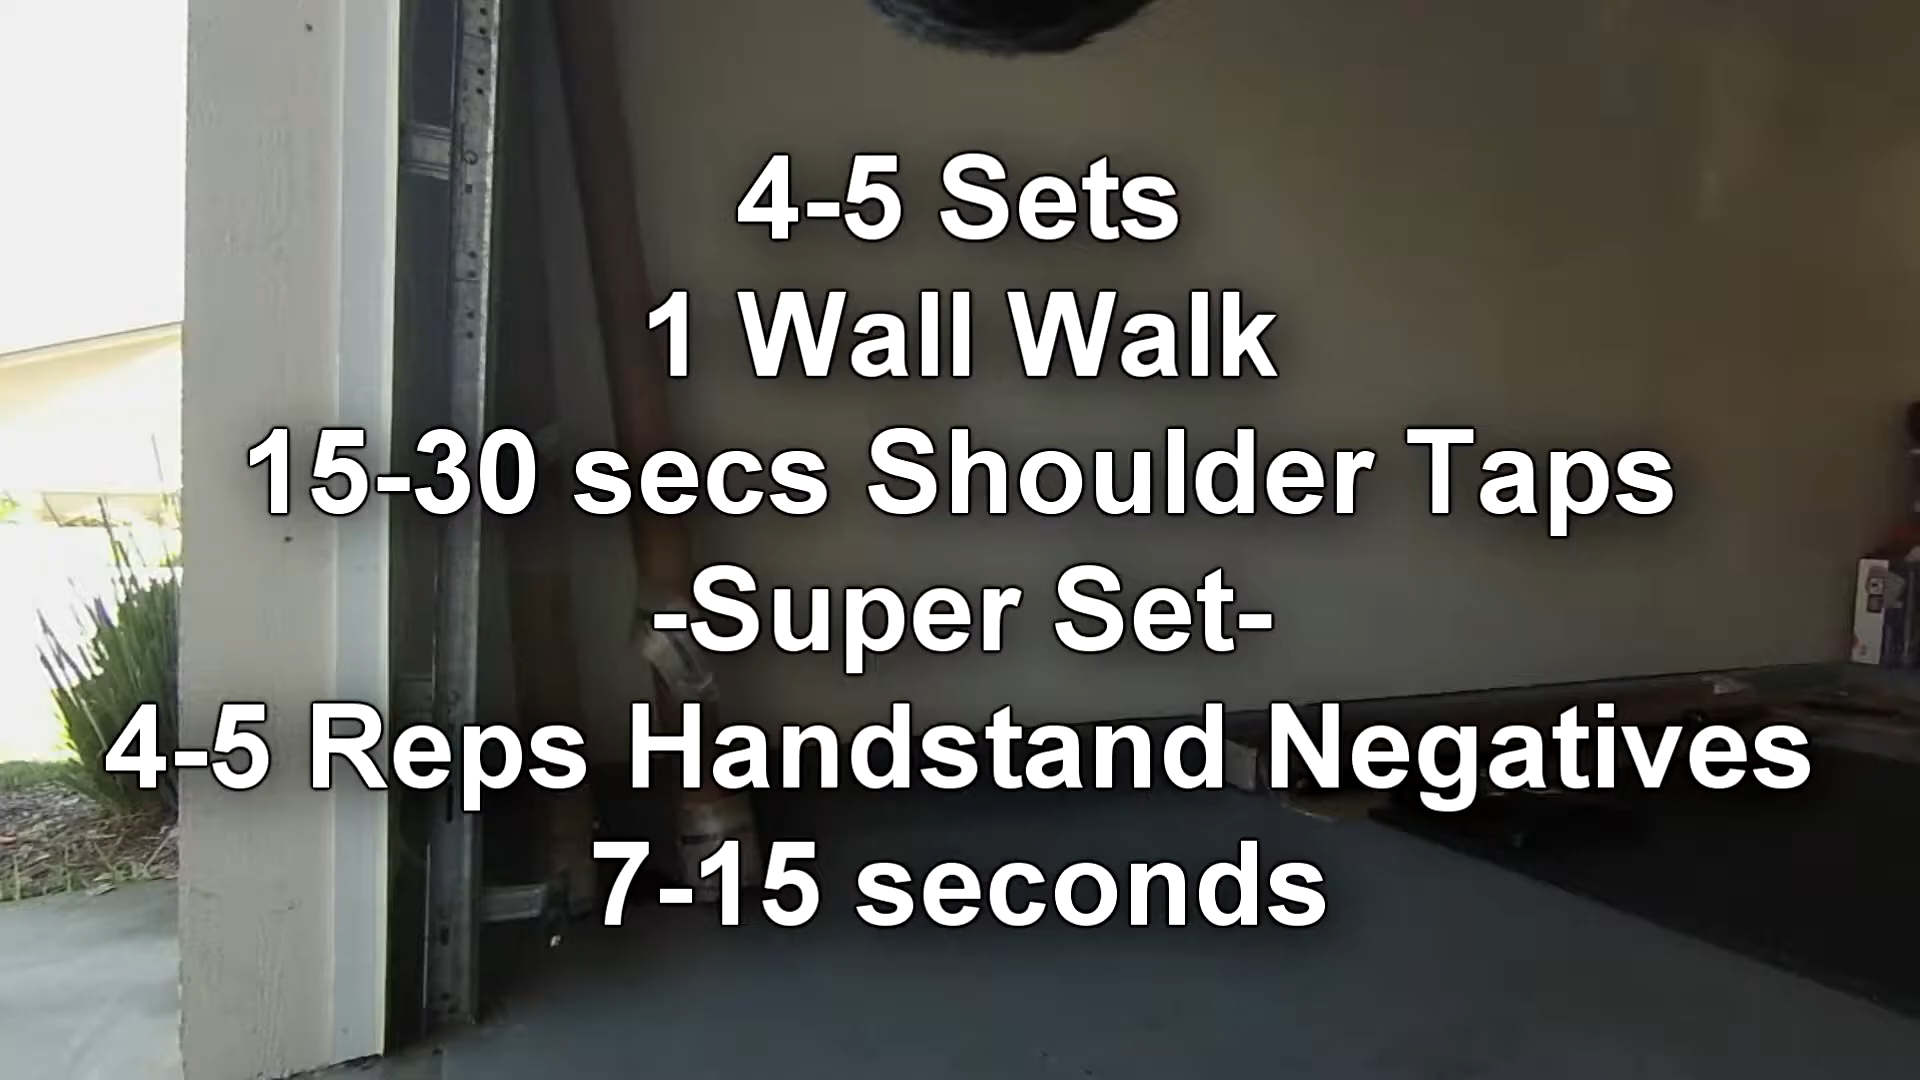 4-5 Sets
1 Wall Walk
15-30 secs Shoulder Taps
-Super Set-
4-5 Reps Handstand Negatives
7-15 seconds